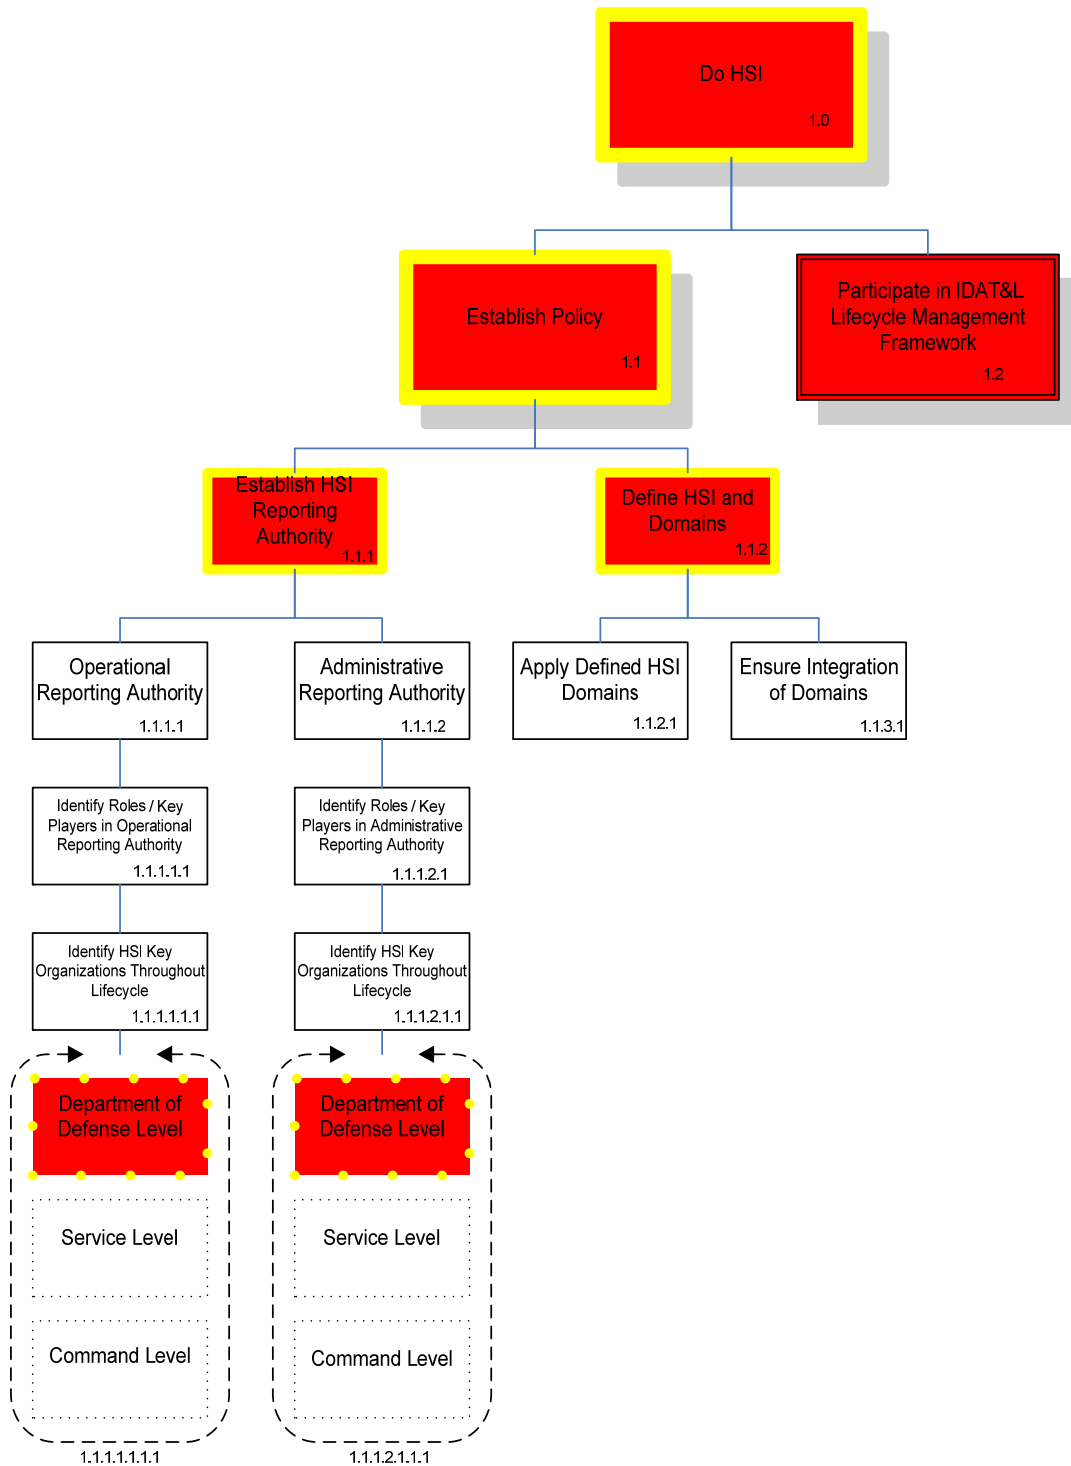 Do HSI
1.0
Establish Policy
1.1
Participate in IDAT&L
Lifecycle Management
Framework
1.2
Establish HSI
Reporting
Authority
1.1.1
Define HSI and
Domains
1.1.2
Operational
Reporting Authority
1.1.1.1
Administrative
Reporting Authority
1.1.1.2
Apply Defined HSI
Domains
1.1.2.1
Ensure Integration
of Domains
1.1.3.1
Identify Roles / Key
Players in Operational
Reporting Authority
1.1.1.1.1
Identify Roles / Key
Players in Administrative
Reporting Authority
1.1.1.2.1
Identify HSI Key
Organizations Throughout
Lifecycle
1.1.1.1.1.1
Identify HSI Key
Organizations Throughout
Lifecycle
1.1.1.2.1.1
Department of
Defense Level
Service Level
Command Level
1.1.1.1.1.1.1
Department of
Defense Level
Service Level
Command Level
1.1.1.2.1.1.1